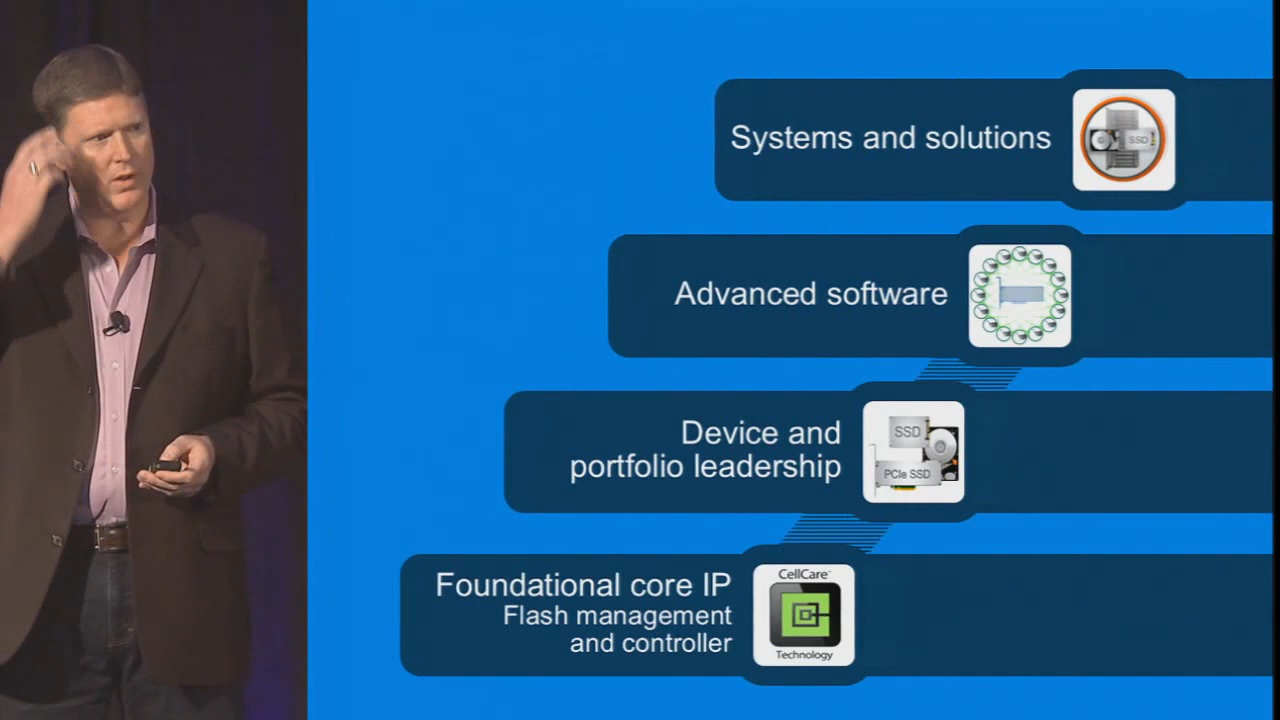 Systems and solutions
SSD
Advanced software
Device and
portfolio leadership
SSD
PCIe SSD
Foundational core IP
Flash management
and controller
CellCare™
Technology